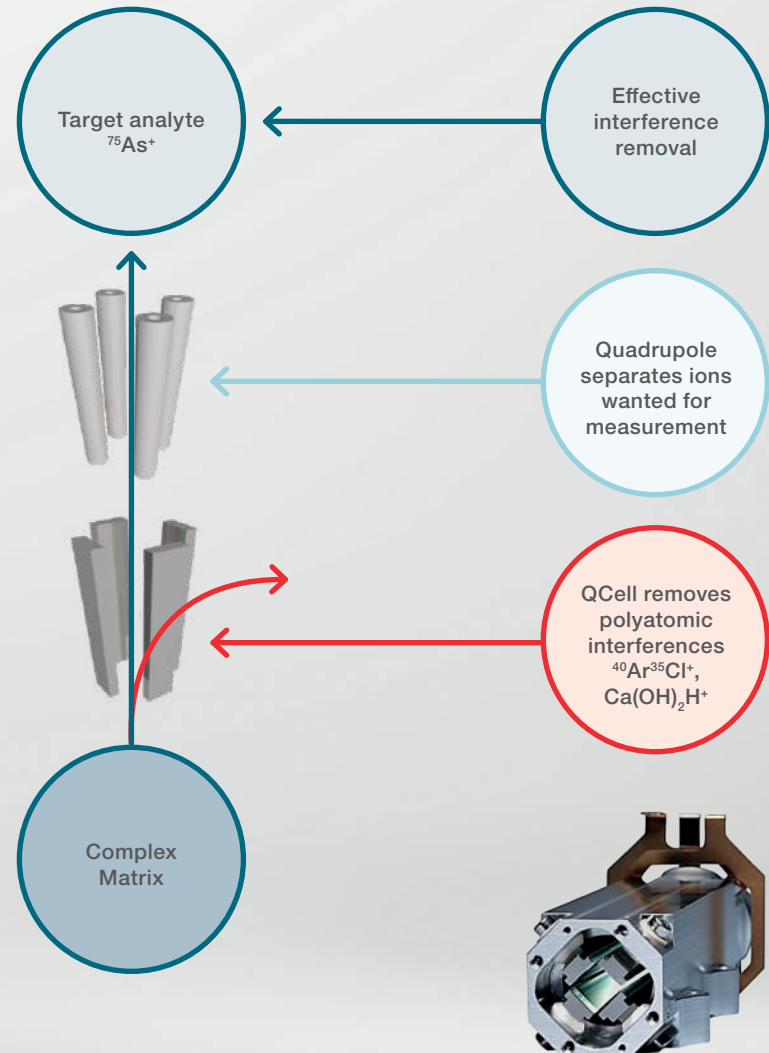 Target analyte
⁷⁵As⁺
Effective
interference
removal
Quadrupole
separates ions
wanted for
measurement
QCell removes
polyatomic
interferences
⁴⁰Ar³⁵Cl⁺,
Ca(OH)₂H⁺
Complex
Matrix